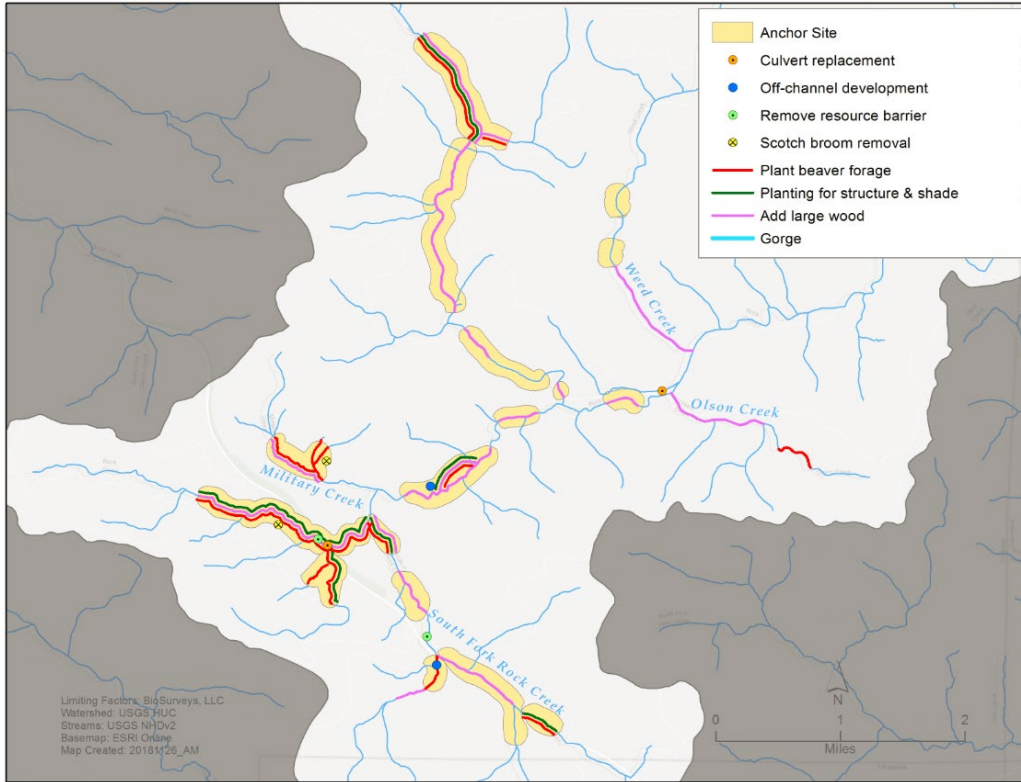 Anchor Site
Culvert replacement
Off-channel development
Remove resource barrier
Scotch broom removal
Plant beaver forage
Planting for structure & shade
Add large wood
Gorge
Weed Creek
Olson Creek
Military Creek
South Fork Rock Creek
N
0 1 2
Miles
Limiting Factors: BioSurveys, LLC
Watershed: USGS HUC
Streams: USGS NHDv2
Basemap: ESRI Online
Map Created: 20181126_AM